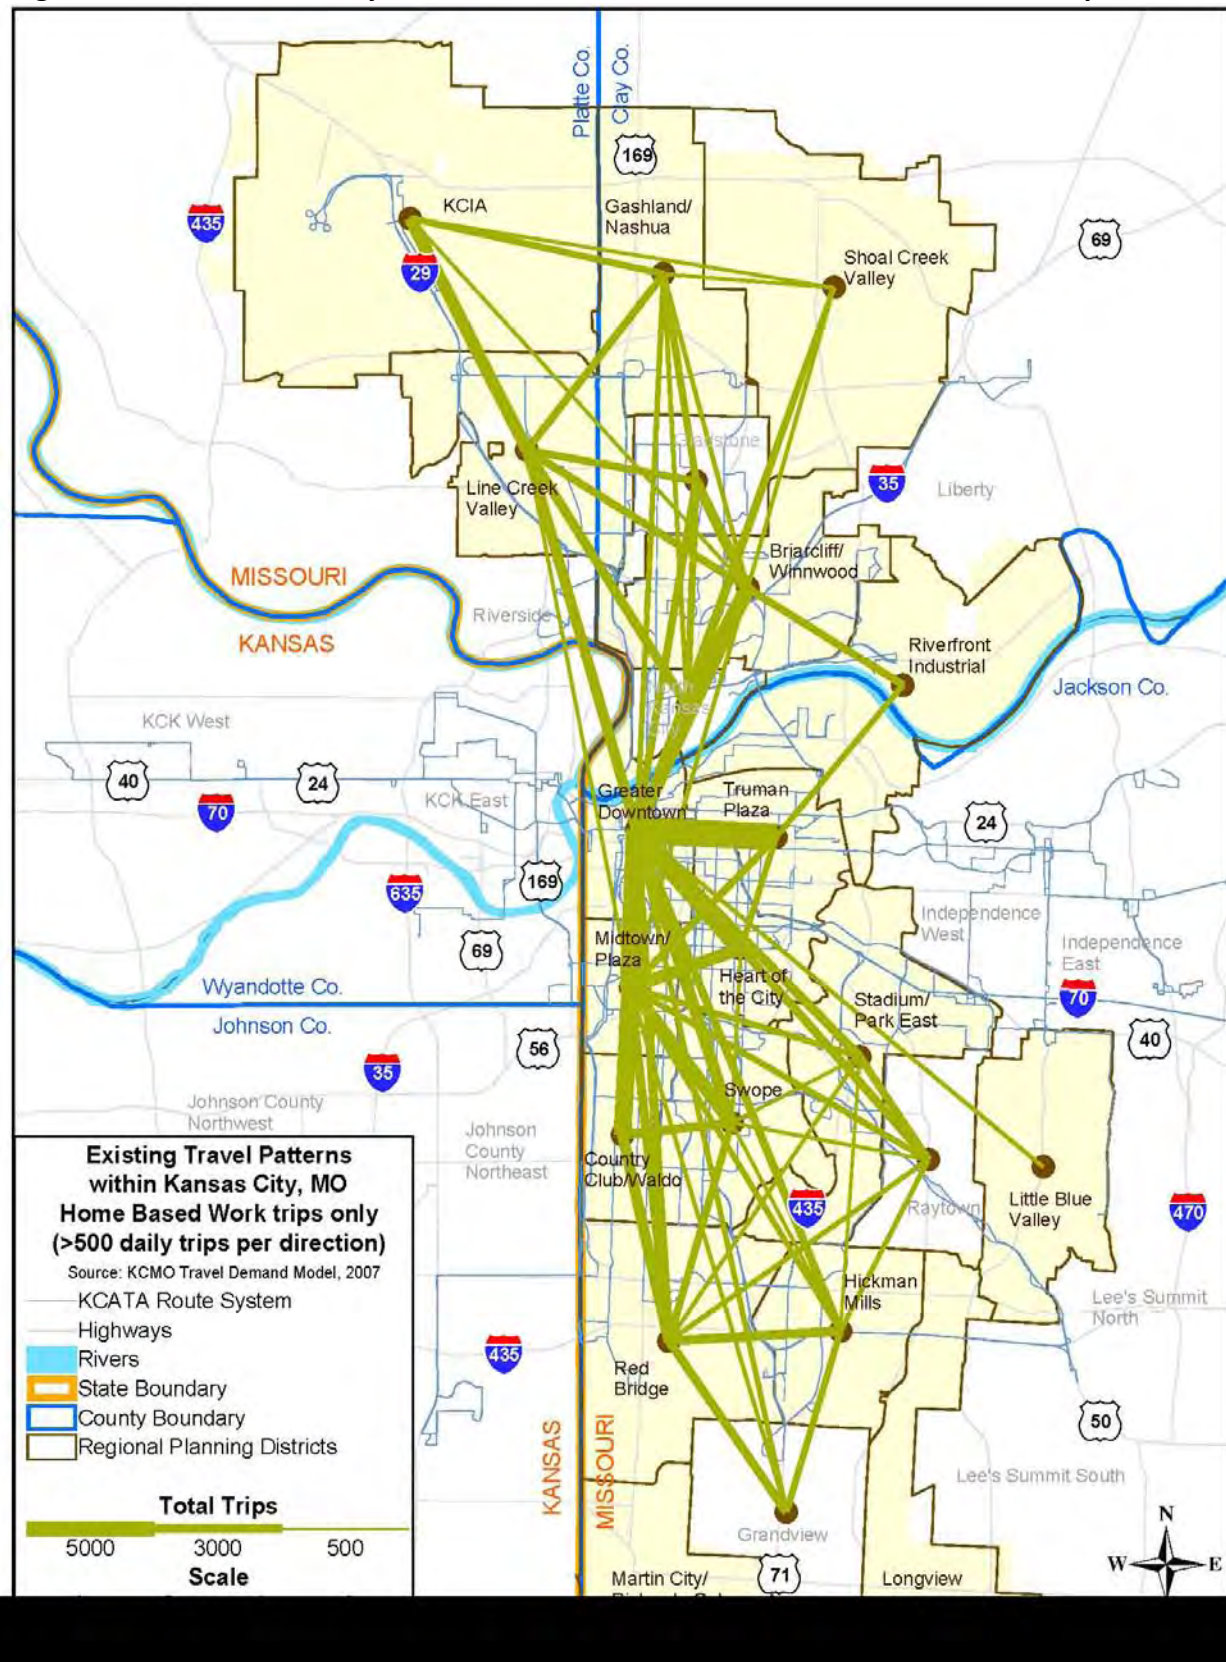 Platte Co.
Clay Co.
169
KCIA
Gashland/
Nashua
435
69
29
Shoal Creek
Valley
Gladstone
35
Liberty
Line Creek
Valley
Briarcliff/
Winnwood
MISSOURI
KANSAS
Riverside
Riverfront
Industrial
Jackson Co.
North
Kansas
KCK West
40
24
70
KCK East
Greater
Downtown
Truman
Plaza
24
169
635
69
Independence
West
Independence
East
Midtown/
Plaza
Heart of
the City
Stadium/
Park East
70
40
Wyandotte Co.
Johnson Co.
56
35
Swope
Johnson County
Northwest
Johnson
County
Northeast
Country
Club/Waldo
435
Raytown
Little Blue
Valley
470
Hickman
Mills
Lee's Summit
North
435
Red
Bridge
50
KANSAS
MISSOURI
Lee's Summit South
Grandview
71
Martin City/
Longview
N
W
E
Existing Travel Patterns
within Kansas City, MO
Home Based Work trips only
(>500 daily trips per direction)
Source: KCMO Travel Demand Model, 2007
KCATA Route System
Highways
Rivers
State Boundary
County Boundary
Regional Planning Districts
Total Trips
5000 3000 500
Scale